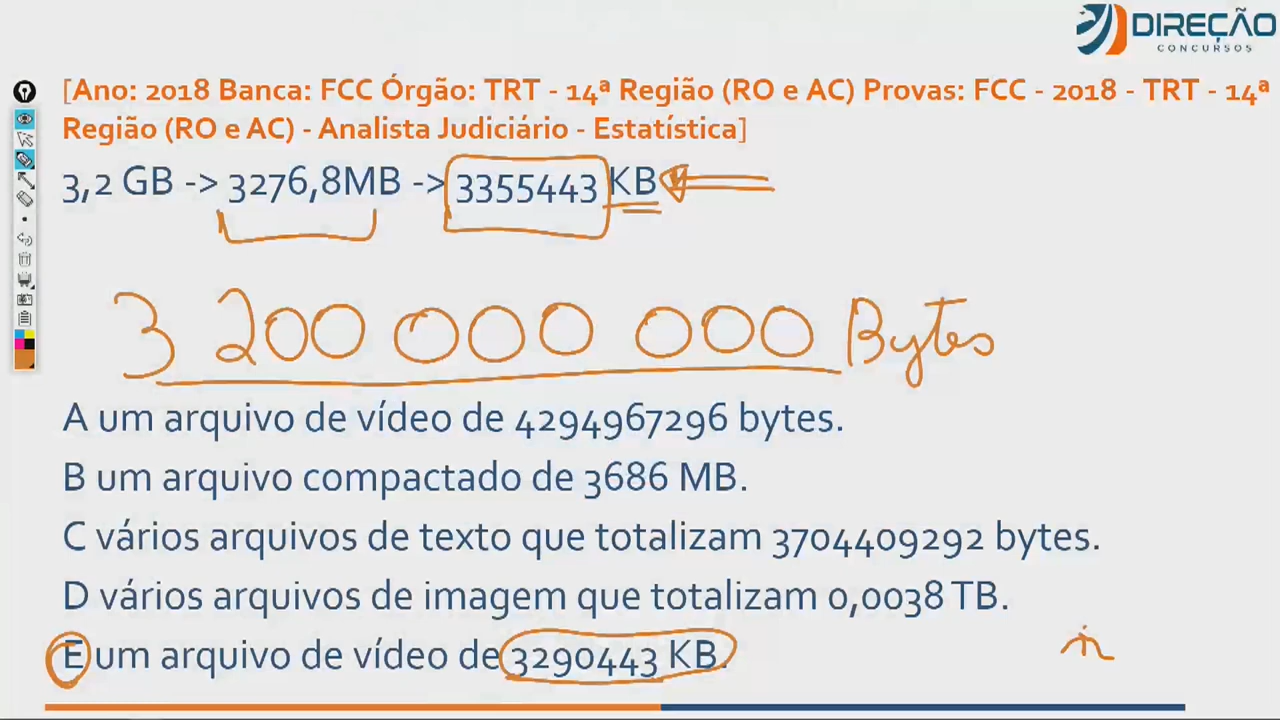 DIREÇÃO
CONCURSOS
[Ano: 2018 Banca: FCC Órgão: TRT - 14ª Região (RO e AC) Provas: FCC - 2018 - TRT - 14ª
Região (RO e AC) - Analista Judiciário - Estatística]
3,2 GB -> 3276,8MB -> 3355443 KB
3 200 000 000 Bytes
A um arquivo de vídeo de 4294967296 bytes.
B um arquivo compactado de 3686 MB.
C vários arquivos de texto que totalizam 3704409292 bytes.
D vários arquivos de imagem que totalizam 0,0038 TB.
E um arquivo de vídeo de 3290443 KB.